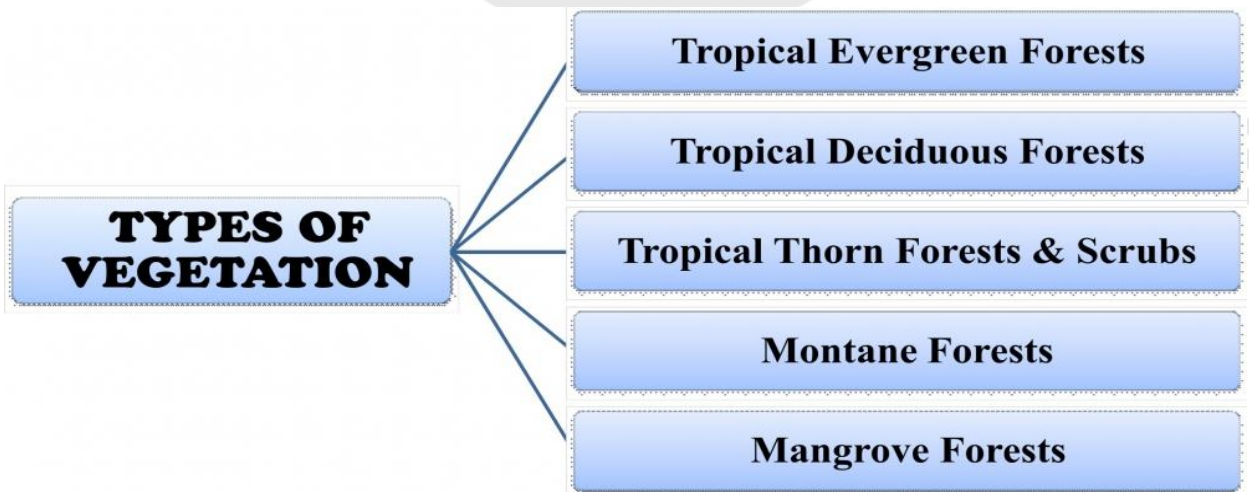 TYPES OF
VEGETATION
Tropical Evergreen Forests
Tropical Deciduous Forests
Tropical Thorn Forests & Scrubs
Montane Forests
Mangrove Forests